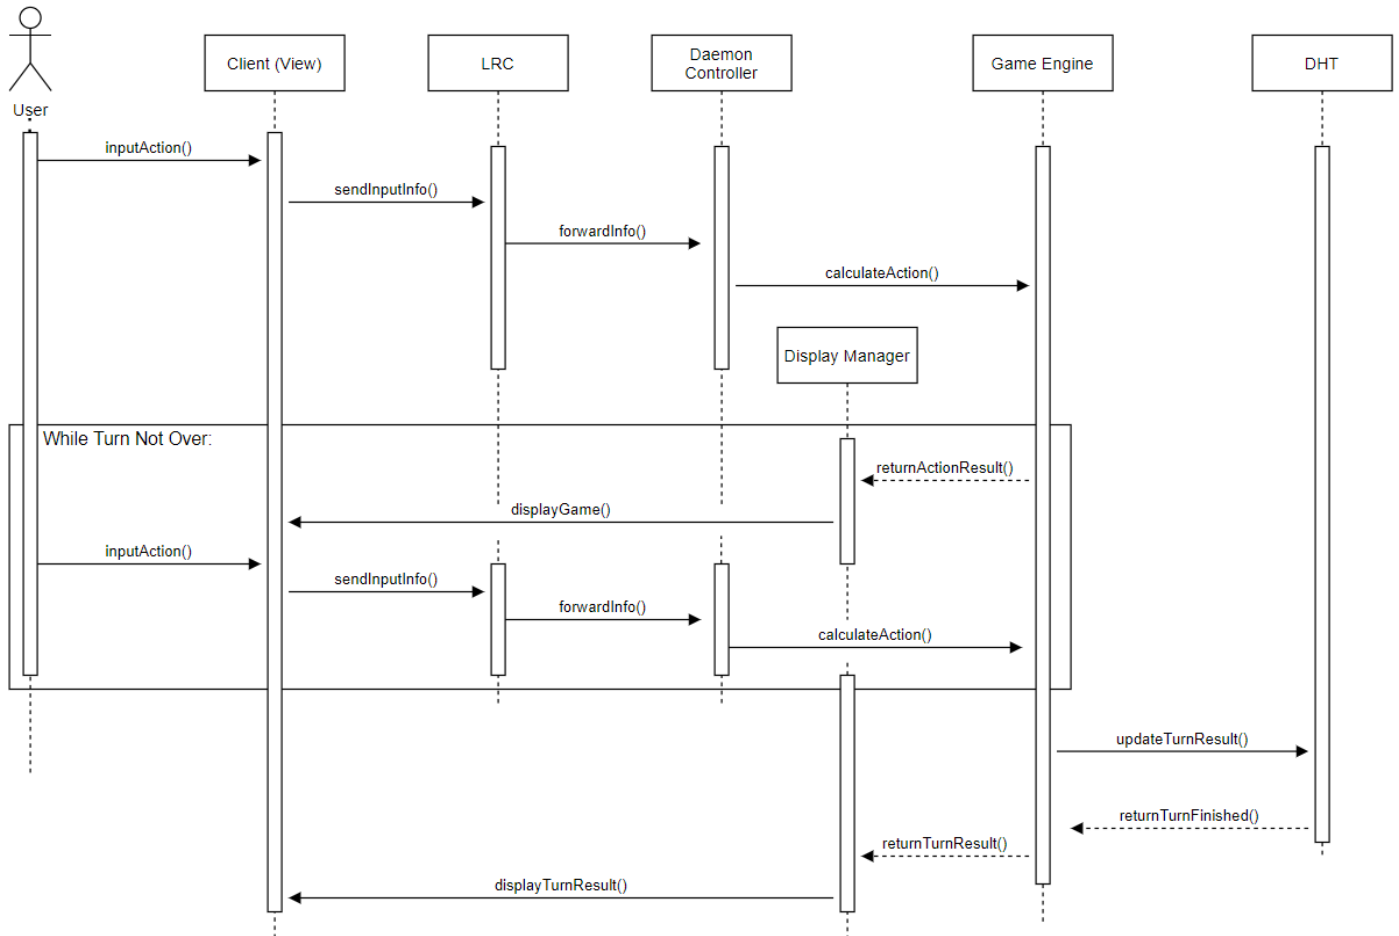 User
Client (View)
LRC
Daemon
Controller
Game Engine
DHT
inputAction()
sendInputInfo()
forwardInfo()
calculateAction()
Display Manager
While Turn Not Over:
returnActionResult()
displayGame()
inputAction()
sendInputInfo()
forwardInfo()
calculateAction()
updateTurnResult()
returnTurnFinished()
returnTurnResult()
displayTurnResult()